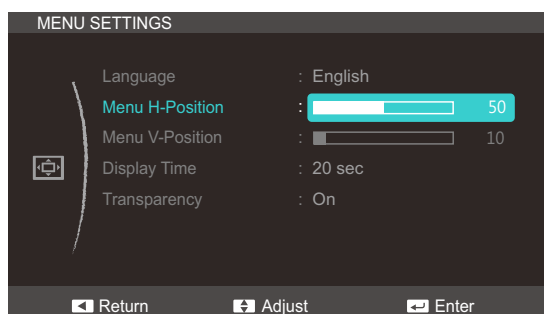 MENU SETTINGS
Language : English
Menu H-Position : 50
Menu V-Position : 10
Display Time : 20 sec
Transparency : On
Return Adjust Enter